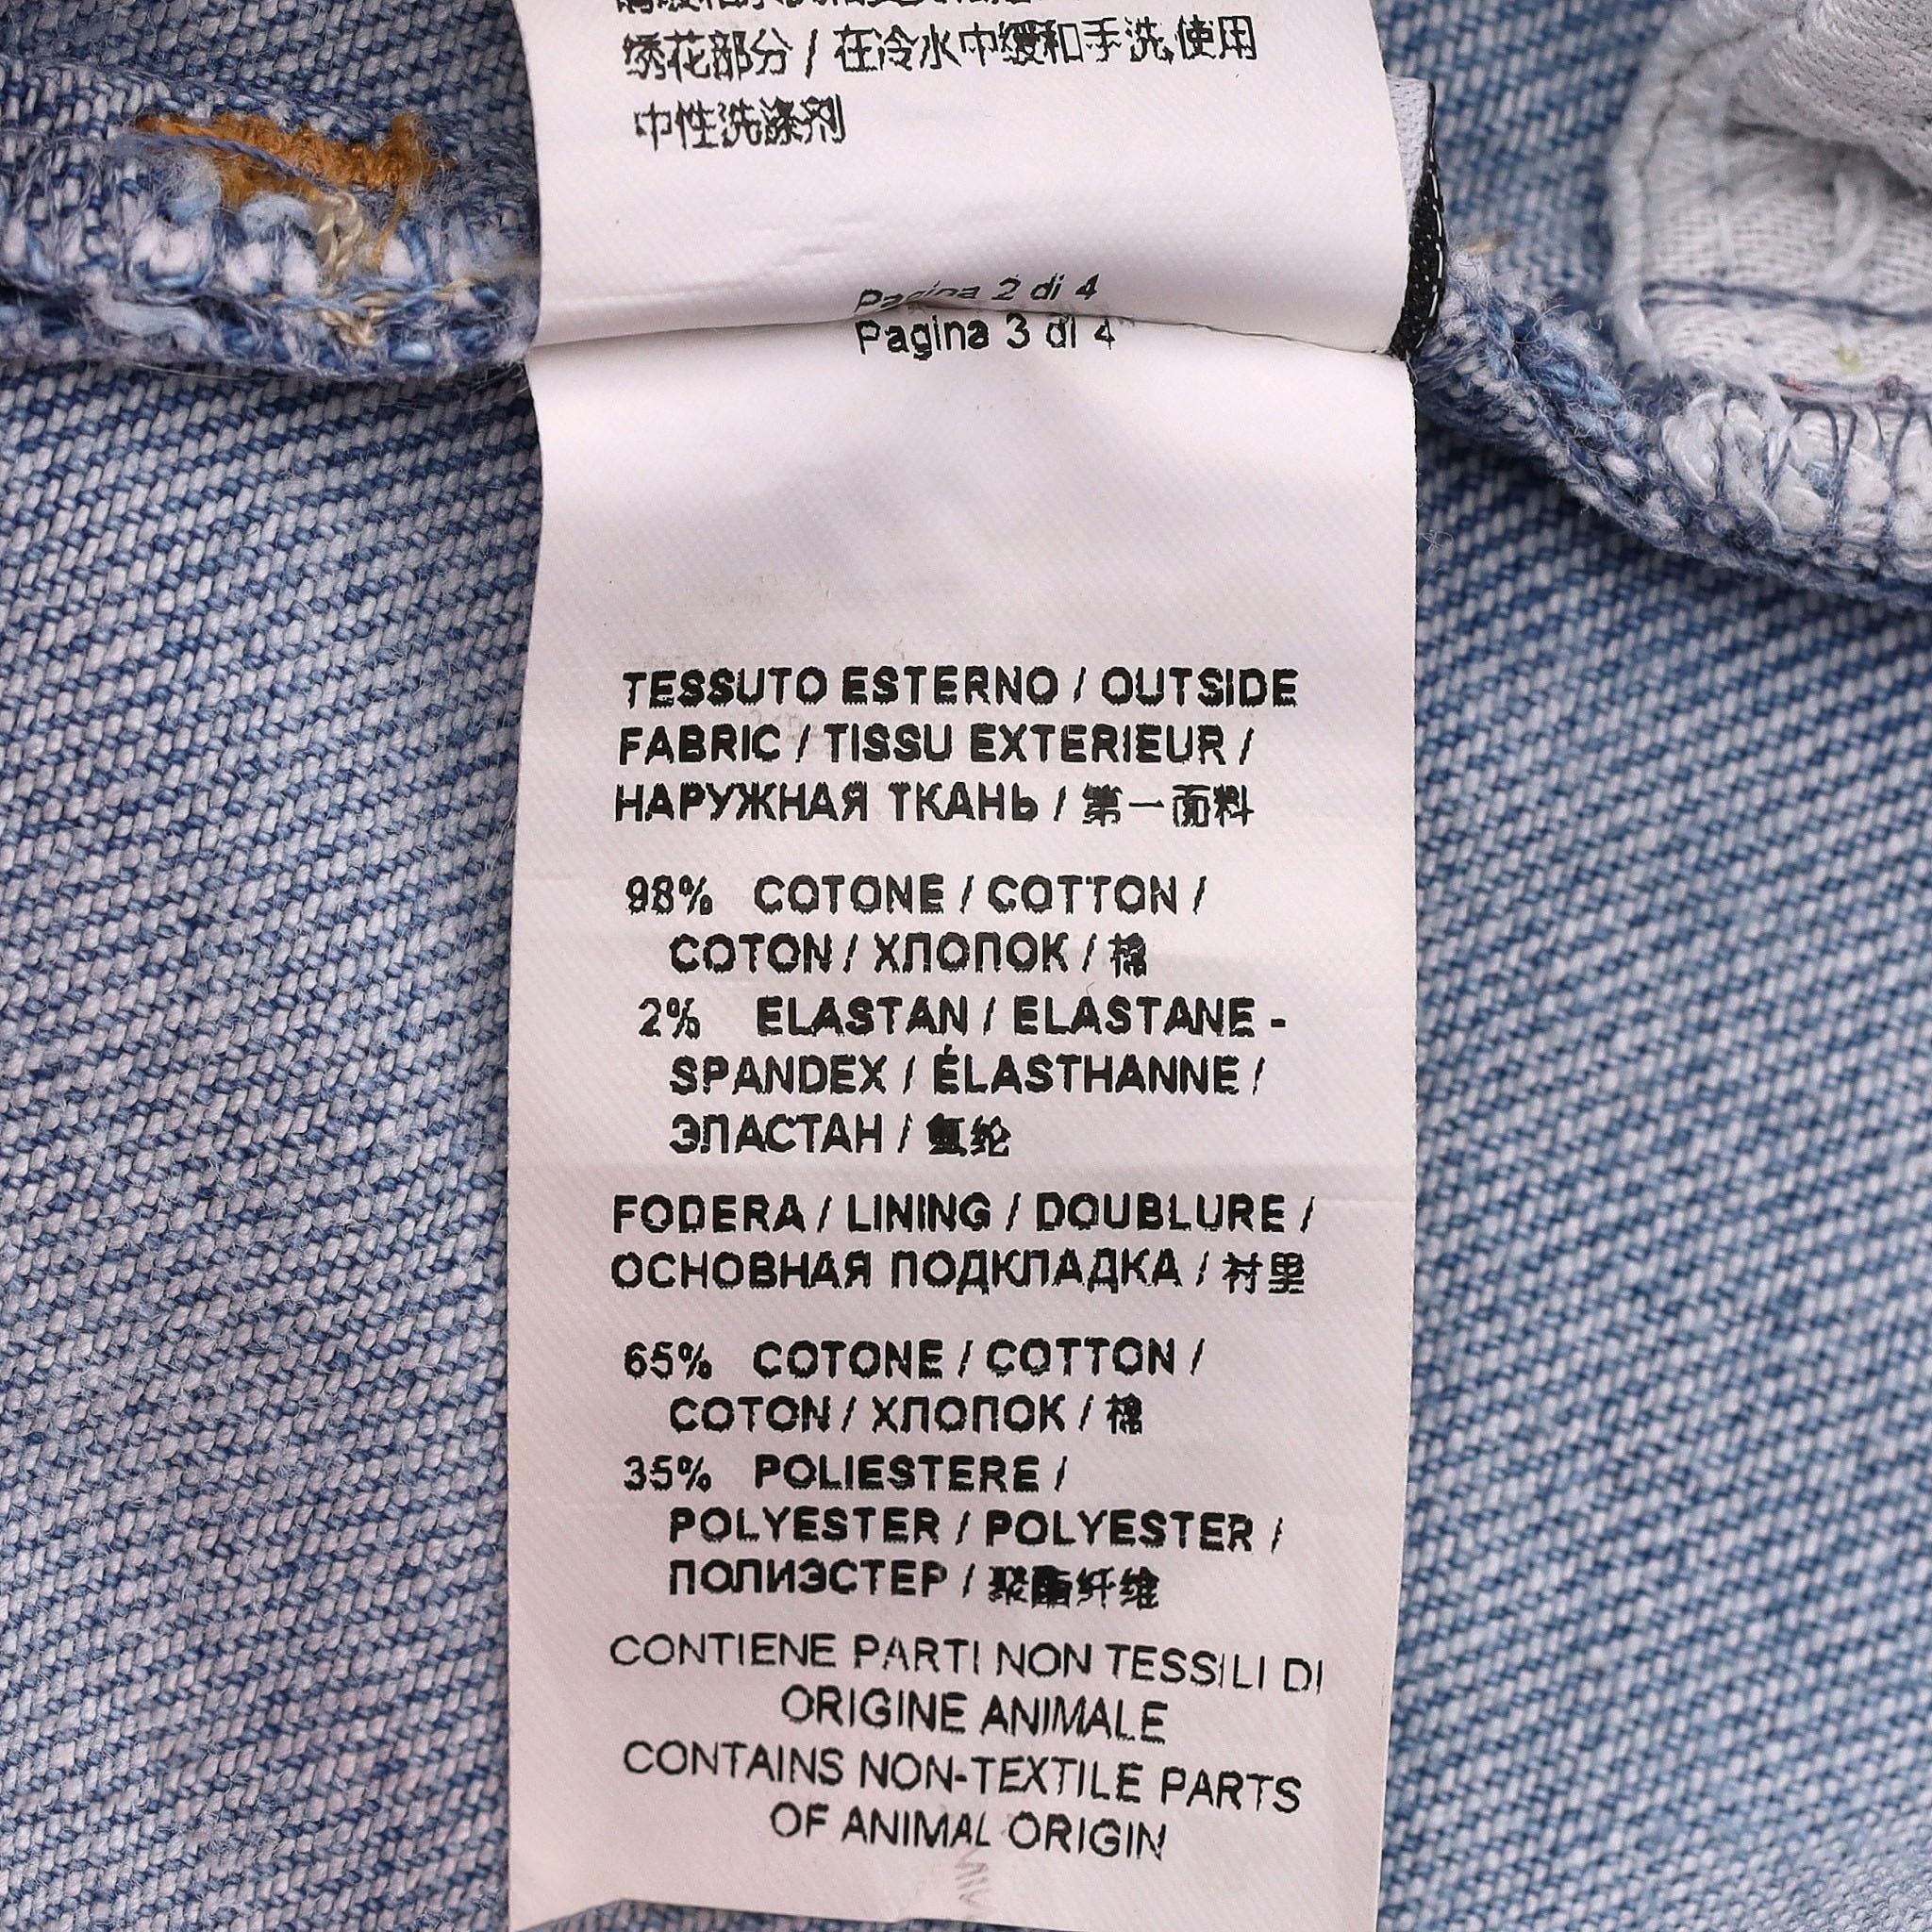 绣花部分 / 在冷水中缓和手洗,使用
中性洗涤剂
Pagina 2 di 4
Pagina 3 di 4
TESSUTO ESTERNO / OUTSIDE
FABRIC / TISSU EXTERIEUR /
НАРУЖНАЯ ТКАНЬ / 第一面料
98% COTONE / COTTON /
COTON / ХЛОПОК / 棉
2% ELASTAN / ELASTANE -
SPANDEX / ÉLASTHANNE /
ЭЛАСТАН / 氨纶
FODERA / LINING / DOUBLURE /
ОСНОВНАЯ ПОДКЛАДКА / 衬里
65% COTONE / COTTON /
COTON / ХЛОПОК / 棉
35% POLIESTERE /
POLYESTER / POLYESTER /
ПОЛИЭСТЕР / 聚酯纤维
CONTIENE PARTI NON TESSILI DI
ORIGINE ANIMALE
CONTAINS NON-TEXTILE PARTS
OF ANIMAL ORIGIN